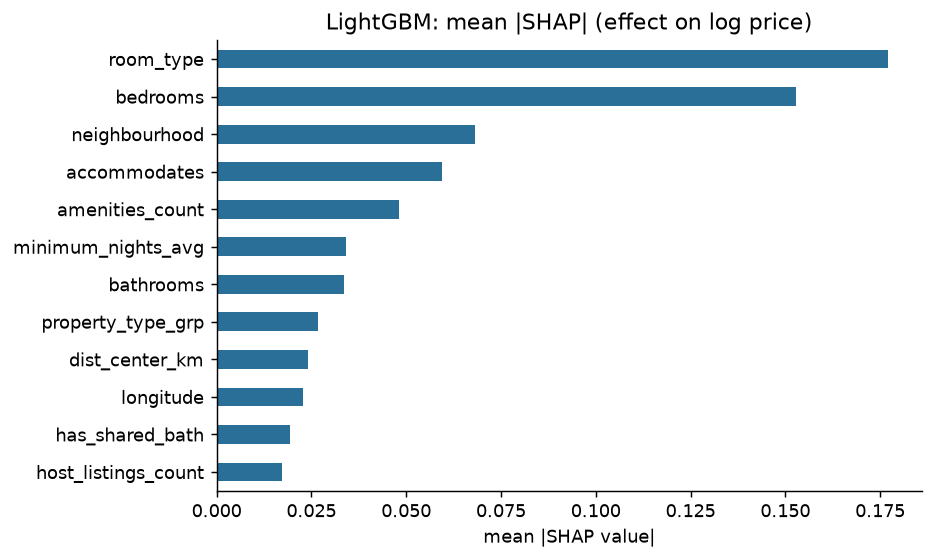 LightGBM: mean |SHAP| (effect on log price)
room_type
bedrooms
neighbourhood
accommodates
amenities_count
minimum_nights_avg
bathrooms
property_type_grp
dist_center_km
longitude
has_shared_bath
host_listings_count
0.000 0.025 0.050 0.075 0.100 0.125 0.150 0.175
mean |SHAP value|